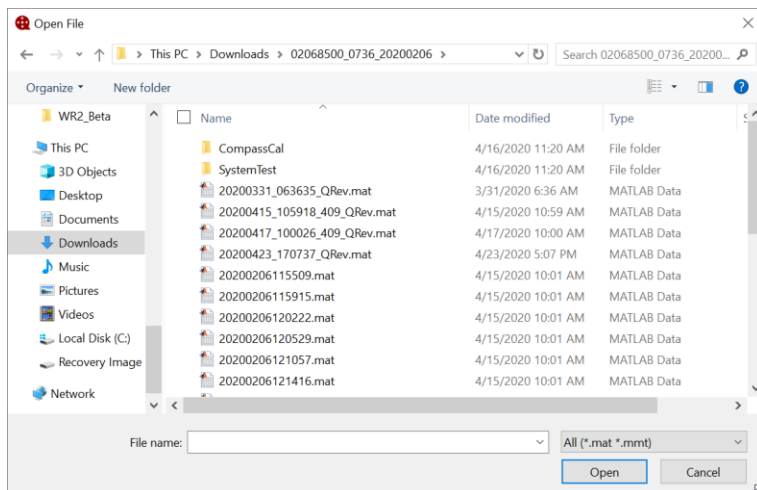 Open File
This PC > Downloads > 02068500_0736_20200206 >
Search 02068500_0736_20200...
Organize
New folder
WR2_Beta
This PC
3D Objects
Desktop
Documents
Downloads
Music
Pictures
Videos
Local Disk (C:)
Recovery Image
Network
Name Date modified Type
CompassCal 4/16/2020 11:20 AM File folder
SystemTest 4/16/2020 11:20 AM File folder
20200331_063635_QRev.mat 3/31/2020 6:36 AM MATLAB Data
20200415_105918_409_QRev.mat 4/15/2020 10:59 AM MATLAB Data
20200417_100026_409_QRev.mat 4/17/2020 10:00 AM MATLAB Data
20200423_170737_QRev.mat 4/23/2020 5:07 PM MATLAB Data
20200206115509.mat 4/15/2020 10:01 AM MATLAB Data
20200206115915.mat 4/15/2020 10:01 AM MATLAB Data
20200206120222.mat 4/15/2020 10:01 AM MATLAB Data
20200206120529.mat 4/15/2020 10:01 AM MATLAB Data
20200206121057.mat 4/15/2020 10:01 AM MATLAB Data
20200206121416.mat 4/15/2020 10:01 AM MATLAB Data
File name:
All (*.mat *.mmt)
Open
Cancel